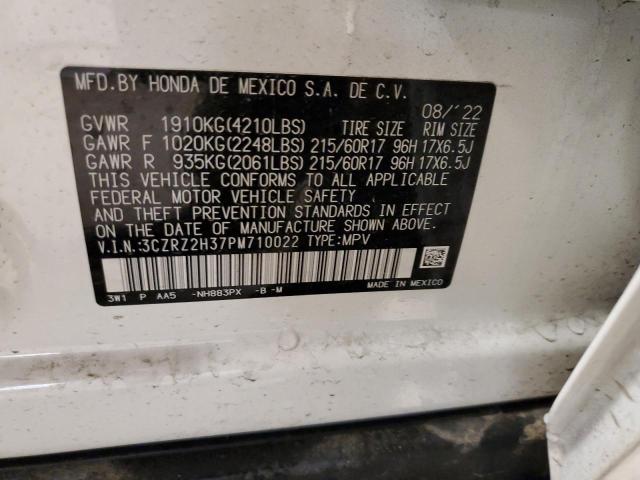 MFD.BY HONDA DE MEXICO S.A. DE C.V.
08/'22
GVWR 1910KG(4210LBS) TIRE SIZE RIM SIZE
GAWR F 1020KG(2248LBS) 215/60R17 96H 17X6.5J
GAWR R 935KG(2061LBS) 215/60R17 96H 17X6.5J
THIS VEHICLE CONFORMS TO ALL APPLICABLE
FEDERAL MOTOR VEHICLE SAFETY
AND THEFT PREVENTION STANDARDS IN EFFECT
ON THE DATE OF MANUFACTURE SHOWN ABOVE.
V.I.N.:3CZRZ2H37PM710022 TYPE:MPV
3W1 P AA5 -NH883PX -B -M MADE IN MEXICO